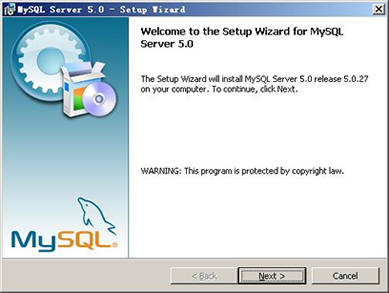 MySQL Server 5.0 - Setup Wizard
Welcome to the Setup Wizard for MySQL
Server 5.0
The Setup Wizard will install MySQL Server 5.0 release 5.0.27
on your computer. To continue, click Next.
WARNING: This program is protected by copyright law.
MySQL®
< Back
Next >
Cancel